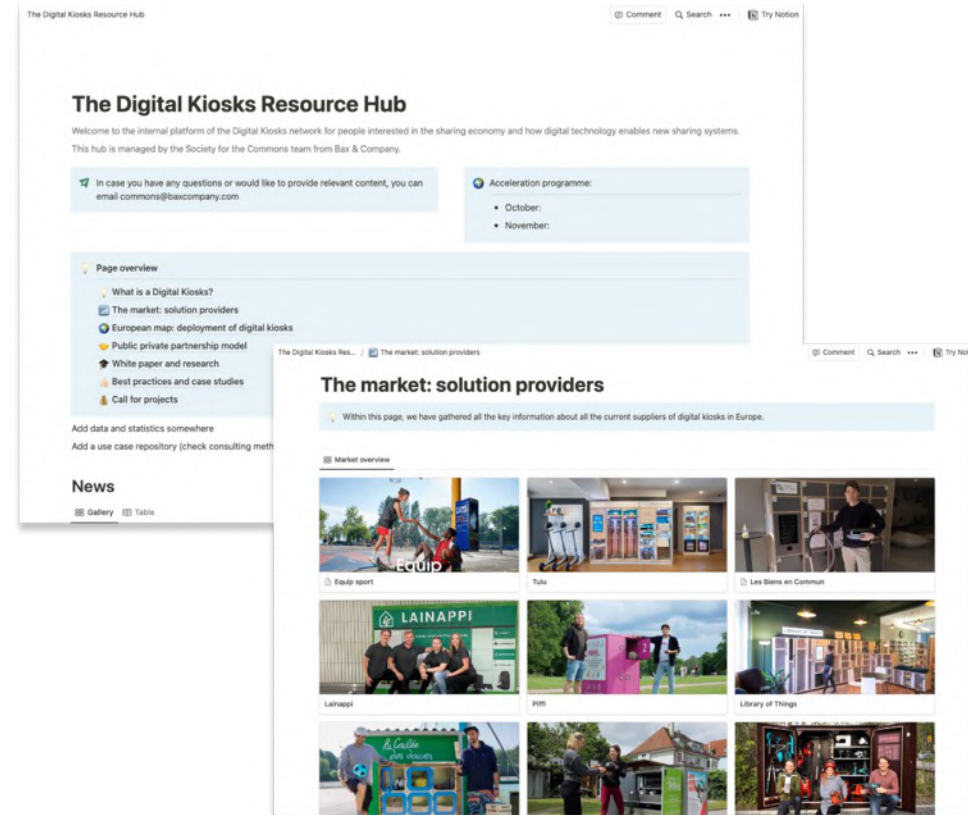 The Digital Kiosks Resource Hub
Comment Search ••• Try Notion
The Digital Kiosks Resource Hub
Welcome to the internal platform of the Digital Kiosks network for people interested in the sharing economy and how digital technology enables new sharing systems.
This hub is managed by the Society for the Commons team from Bax & Company.
In case you have any questions or would like to provide relevant content, you can
email commons@baxcompany.com
Acceleration programme:
• October:
• November:
Page overview
What is a Digital Kiosks?
The market: solution providers
European map: deployment of digital kiosks
Public private partnership model
White paper and research
Best practices and case studies
Call for projects
Add data and statistics somewhere
Add a use case repository (check consulting meth
News
Gallery Table
The Digital Kiosks Res... / The market: solution providers
Comment Search ••• Try Not
The market: solution providers
Within this page, we have gathered all the key information about all the current suppliers of digital kiosks in Europe.
Market overview
Equip
Equip sport
Tulu
Les Biens en Commun
LAINAPPI
Lainappi
Piffi
Library of Things
la Coulée
des douces